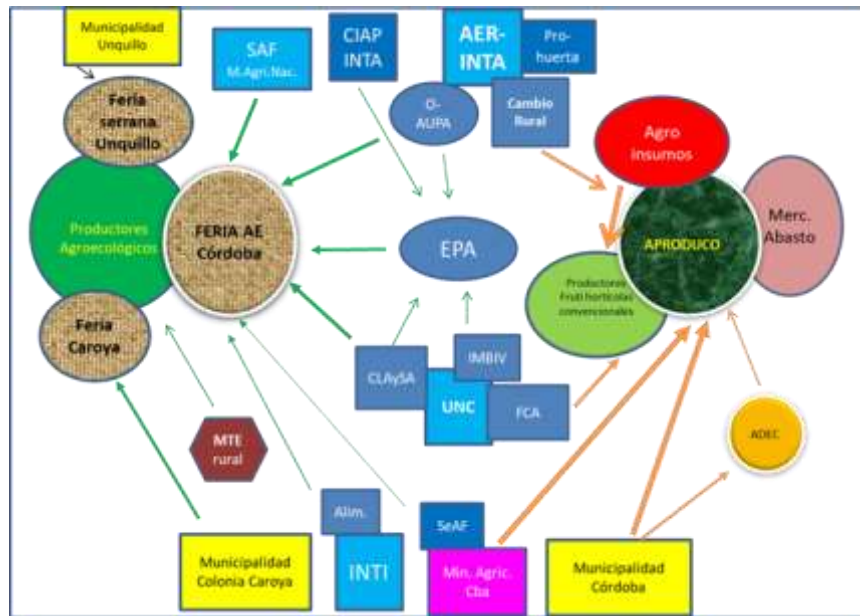 Municipalidad
Unquillo
SAF
M.Agri.Nac.
CIAP
INTA
AER-
INTA
Pro-
huerta
Feria
serrana
Unquillo
O-
AUPA
Cambio
Rural
Agro
insumos
Productores
Agroecológicos
FERIA AE
Córdoba
EPA
APRODUCO
Merc.
Abasto
Productores
Fruti hortícolas
convencionales
Feria
Caroya
CLAySA
IMBIV
UNC
FCA
MTE
rural
ADEC
Alim.
INTI
SeAF
Municipalidad
Colonia Caroya
Min. Agric.
Cba
Municipalidad
Córdoba